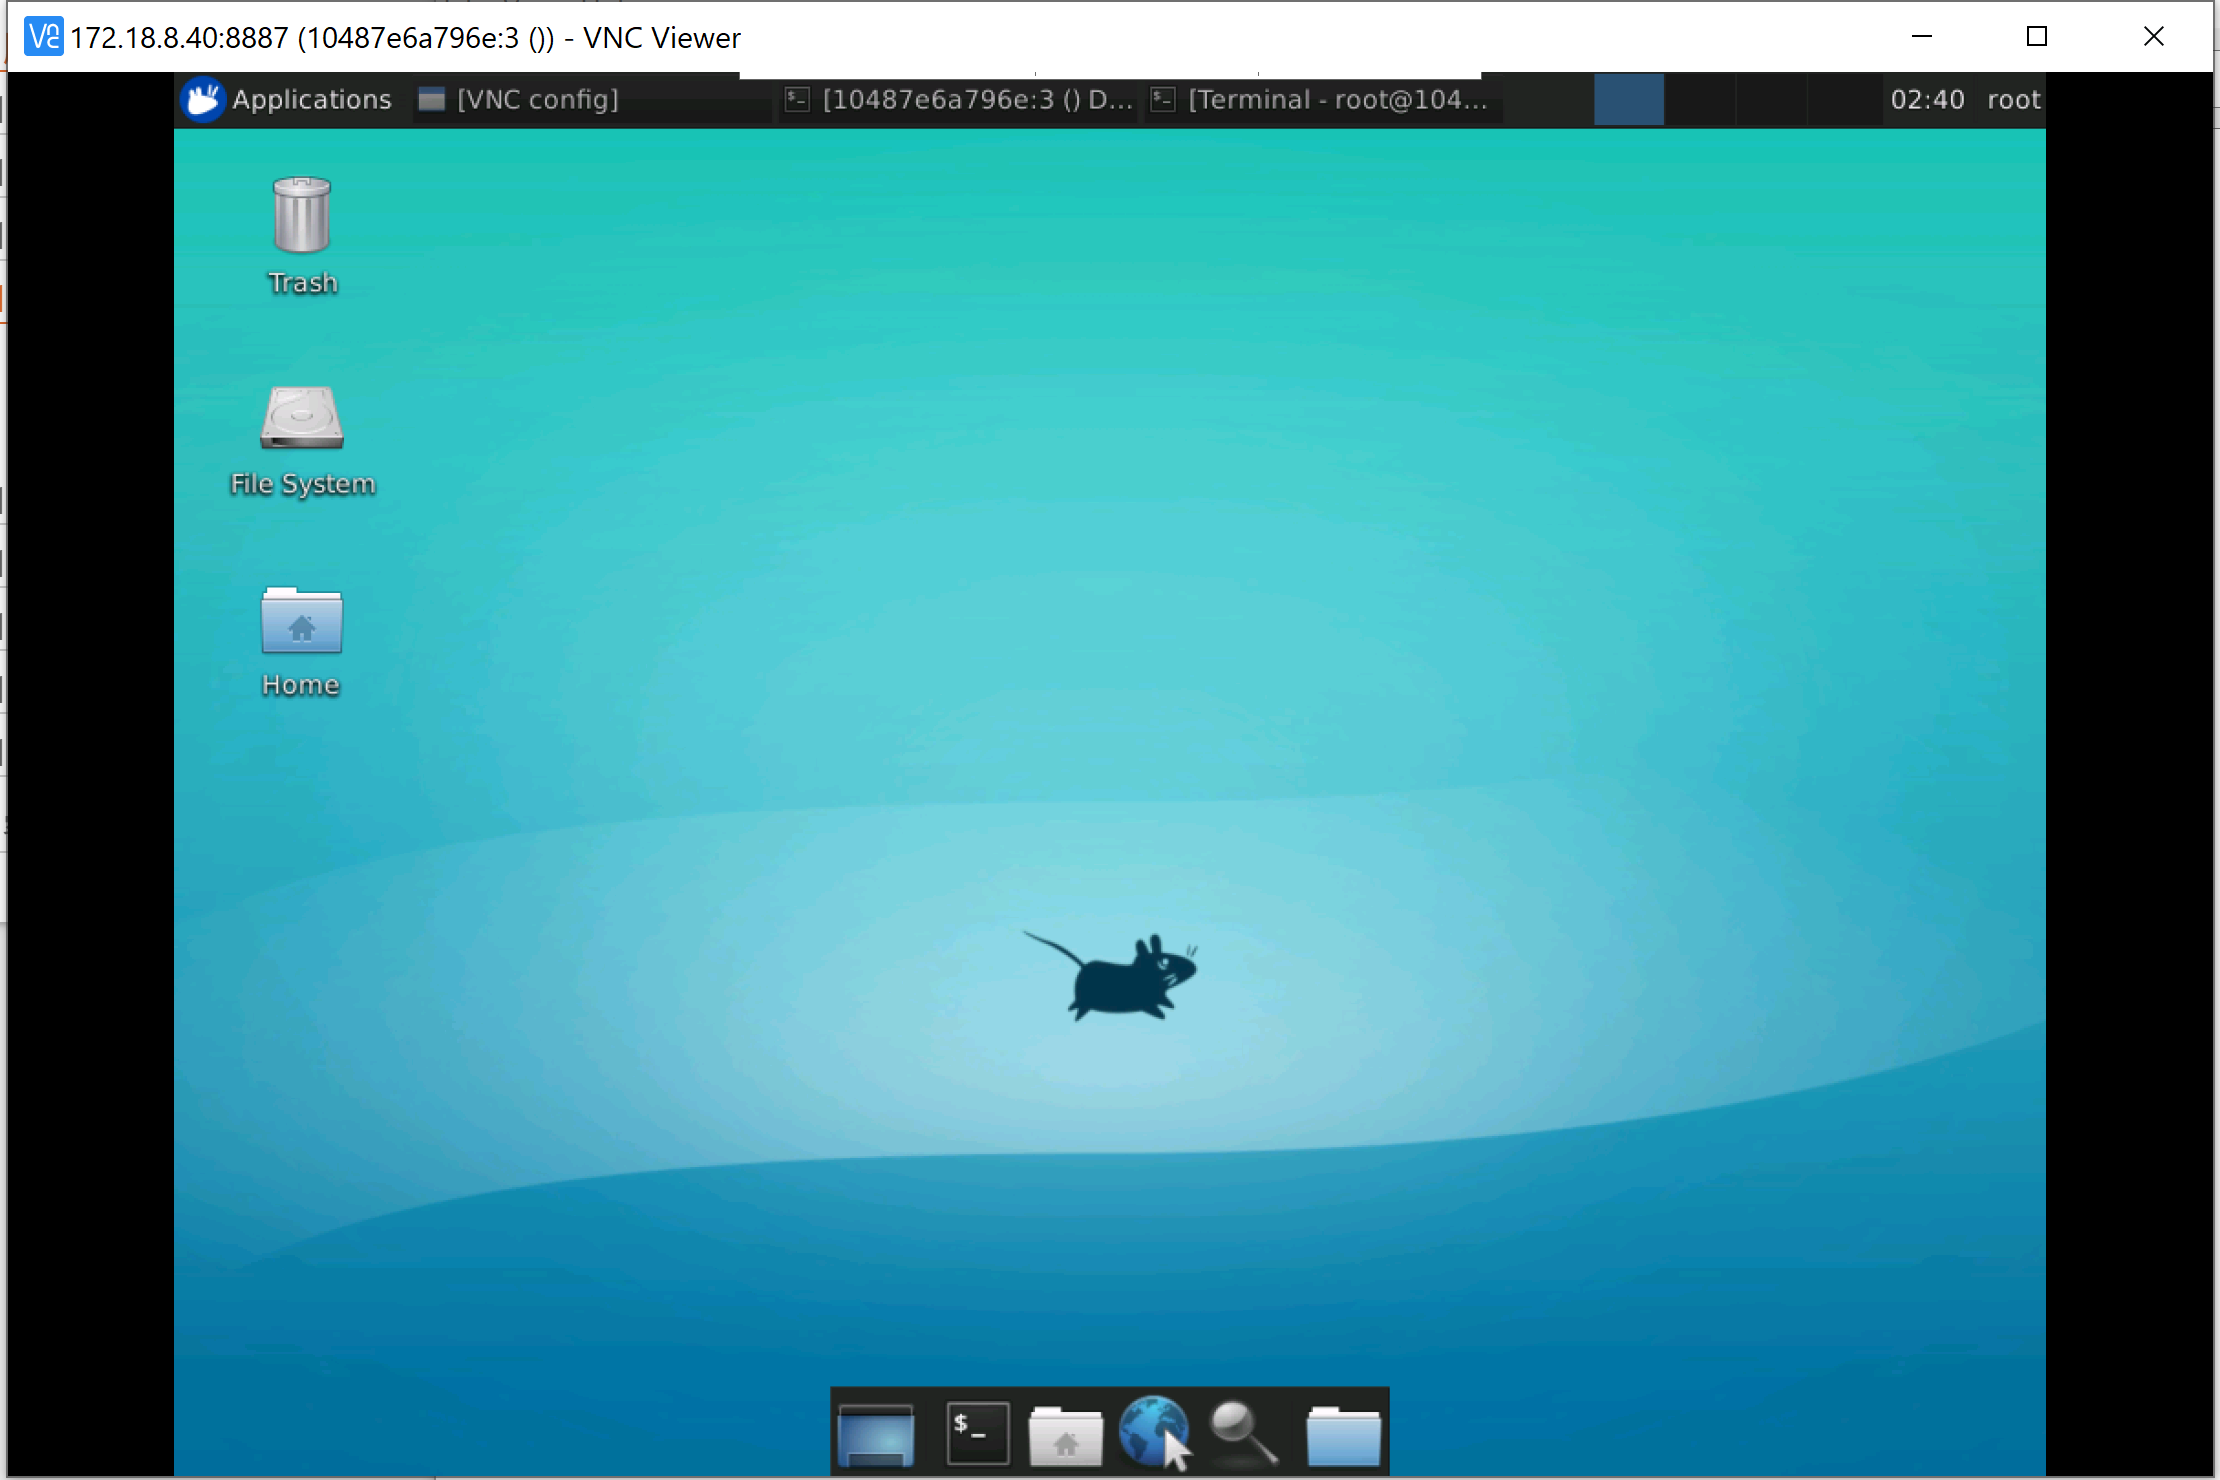 172.18.8.40:8887 (10487e6a796e:3 ()) - VNC Viewer
Applications [VNC config] [10487e6a796e:3 () D... [Terminal - root@104... 02:40 root
Trash
File System
Home
$_